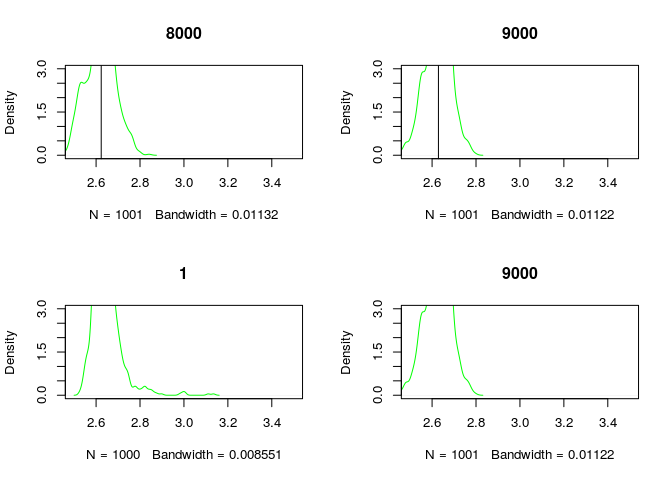 8000
Density
0.0 1.5 3.0
2.6 2.8 3.0 3.2 3.4
N = 1001 Bandwidth = 0.01132
9000
Density
0.0 1.5 3.0
2.6 2.8 3.0 3.2 3.4
N = 1001 Bandwidth = 0.01122
1
Density
0.0 1.5 3.0
2.6 2.8 3.0 3.2 3.4
N = 1000 Bandwidth = 0.008551
9000
Density
0.0 1.5 3.0
2.6 2.8 3.0 3.2 3.4
N = 1001 Bandwidth = 0.01122